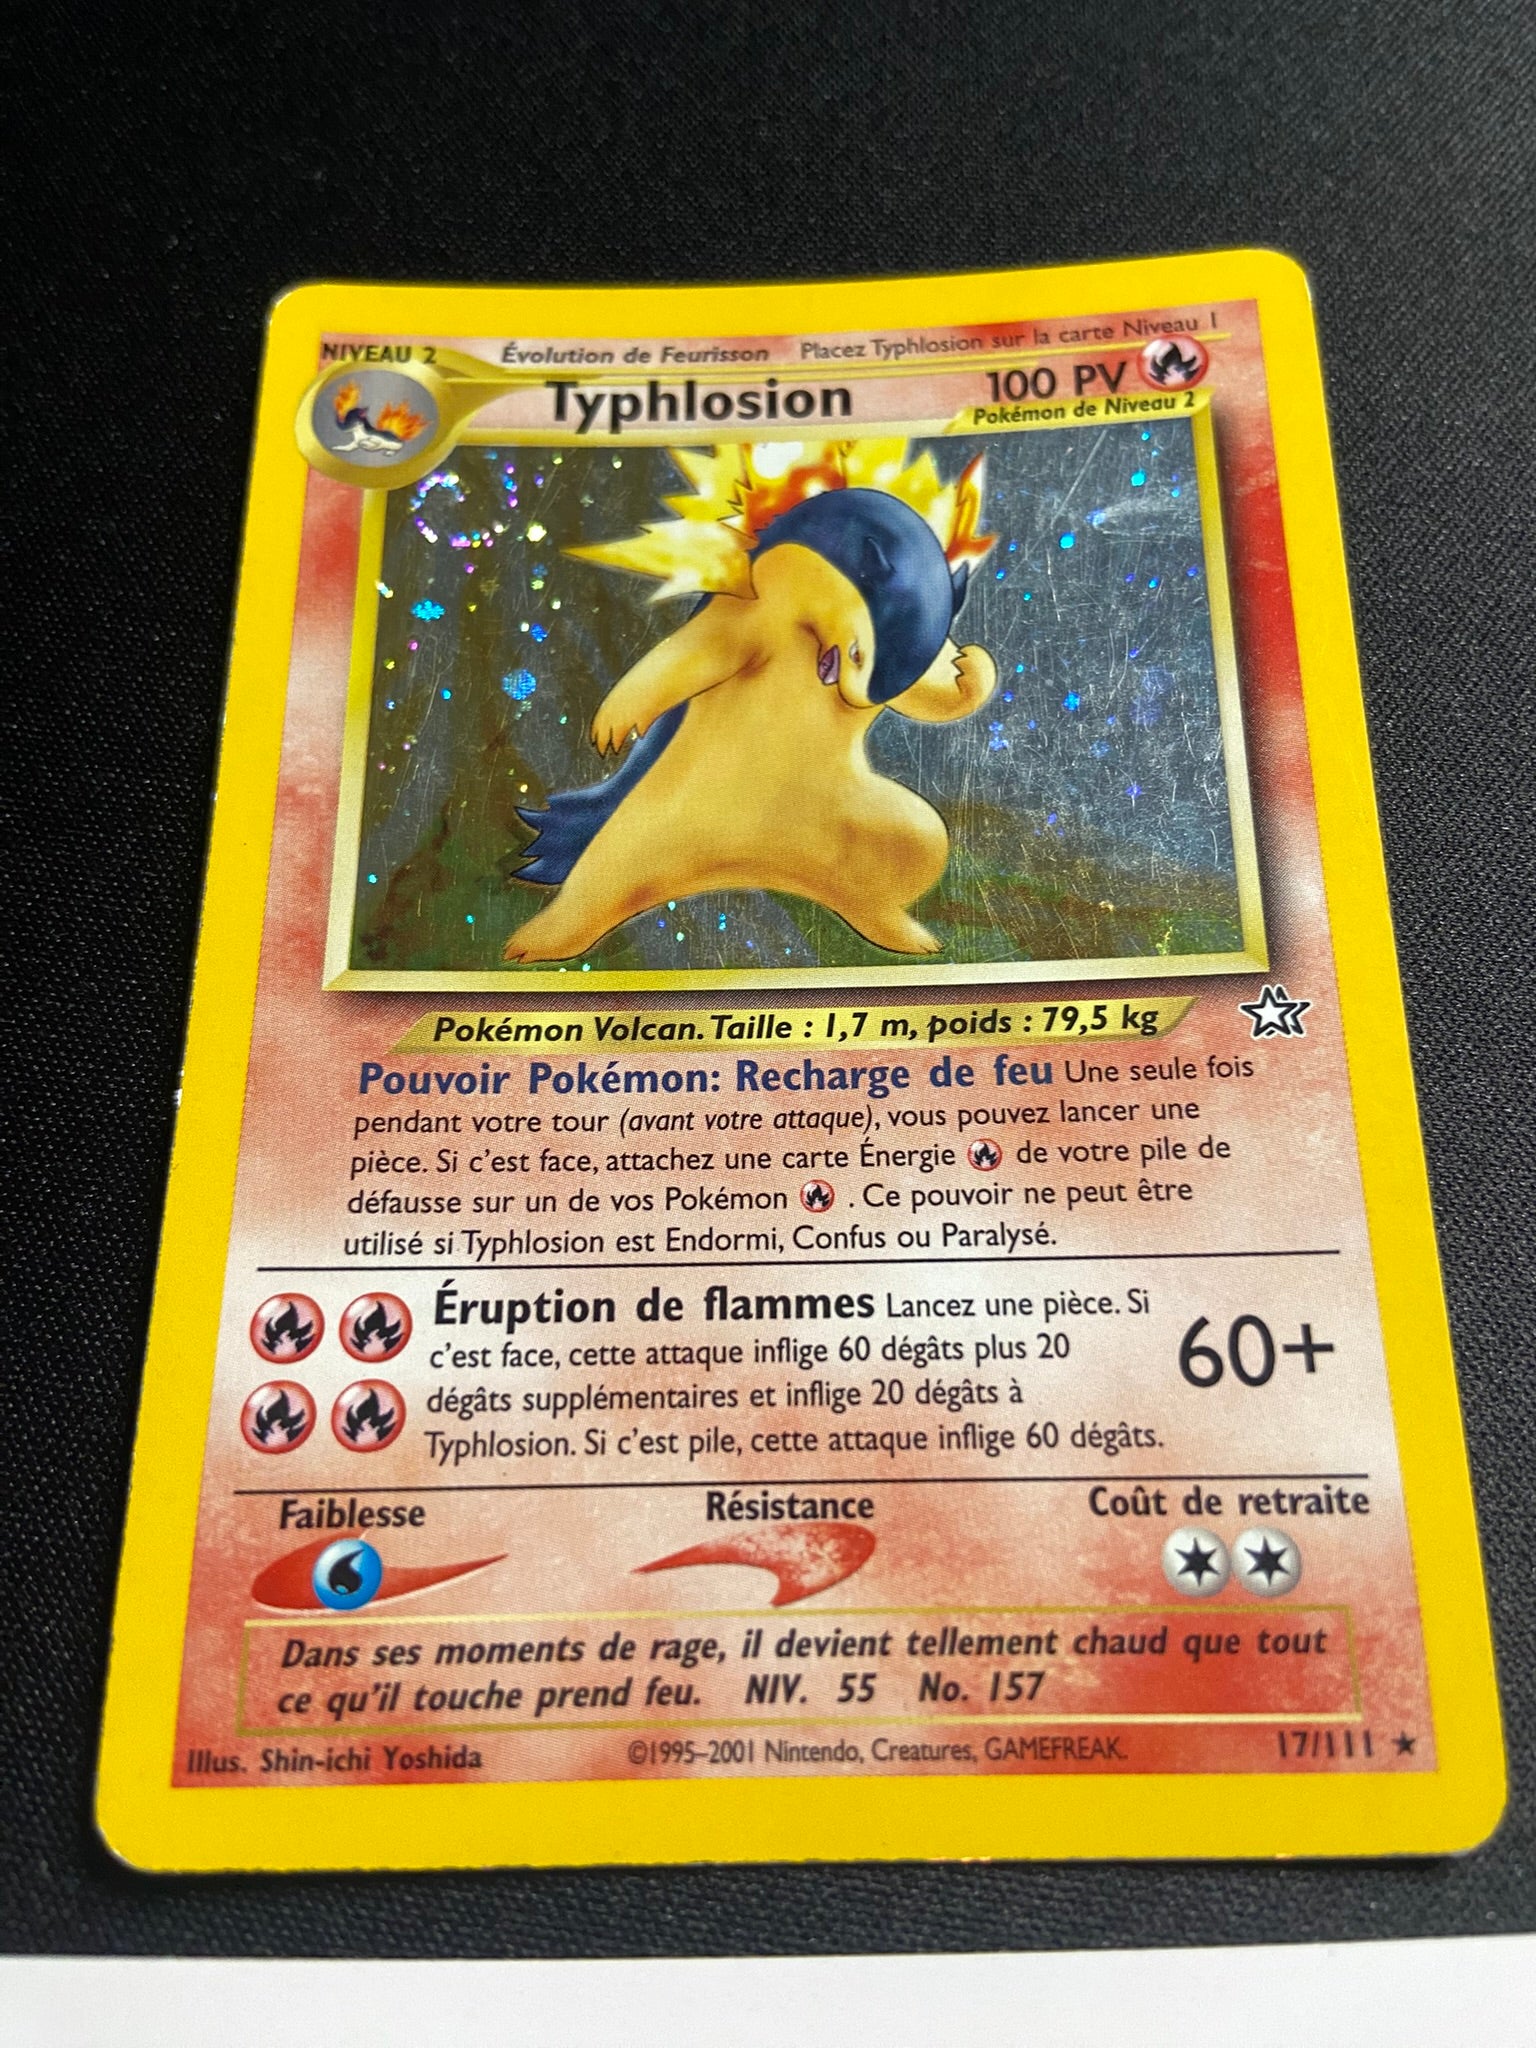 NIVEAU 2 Évolution de Feurisson Placez Typhlosion sur la carte Niveau 1
Typhlosion 100 PV
Pokémon de Niveau 2
Pokémon Volcan. Taille : 1,7 m, poids : 79,5 kg
Pouvoir Pokémon: Recharge de feu Une seule fois
pendant votre tour (avant votre attaque), vous pouvez lancer une
pièce. Si c'est face, attachez une carte Énergie de votre pile de
défausse sur un de vos Pokémon . Ce pouvoir ne peut être
utilisé si Typhlosion est Endormi, Confus ou Paralysé.
Éruption de flammes Lancez une pièce. Si
c'est face, cette attaque inflige 60 dégâts plus 20
dégâts supplémentaires et inflige 20 dégâts à
Typhlosion. Si c'est pile, cette attaque inflige 60 dégâts.
60+
Faiblesse Résistance Coût de retraite
Dans ses moments de rage, il devient tellement chaud que tout
ce qu'il touche prend feu. NIV. 55 No. 157
Illus. Shin-ichi Yoshida ©1995–2001 Nintendo, Creatures, GAMEFREAK. 17/111 ★